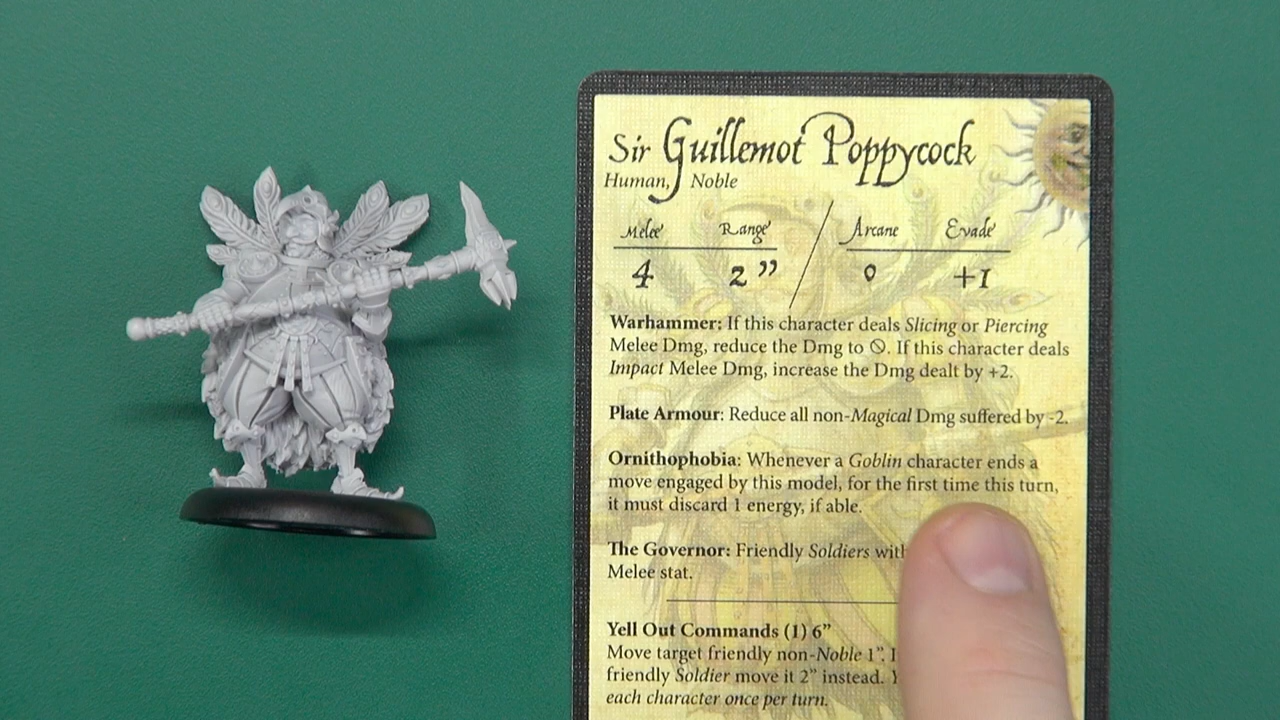 Sir Guillemot Poppycock
Human, Noble
Melee Range Arcane Evade
4 2” 0 +1
Warhammer: If this character deals Slicing or Piercing
Melee Dmg, reduce the Dmg to 🛇. If this character deals
Impact Melee Dmg, increase the Dmg dealt by +2.
Plate Armour: Reduce all non-Magical Dmg suffered by -2.
Ornithophobia: Whenever a Goblin character ends a
move engaged by this model, for the first time this turn,
it must discard 1 energy, if able.
The Governor: Friendly Soldiers with
Melee stat.
Yell Out Commands (1) 6”
Move target friendly non-Noble 1”.
friendly Soldier move it 2” instead.
each character once per turn.